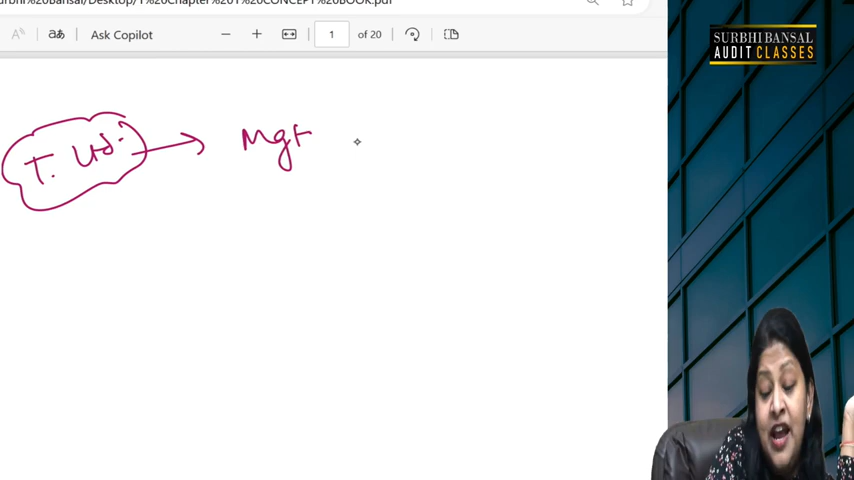 urbhi%20Bansal/Desktop/1%20Chapter%201%20CONCEPT%20BOOK.pdf
A aあ Ask Copilot 1 of 20
SURBHI BANSAL
AUDIT CLASSES
T. Ltd. Mgt